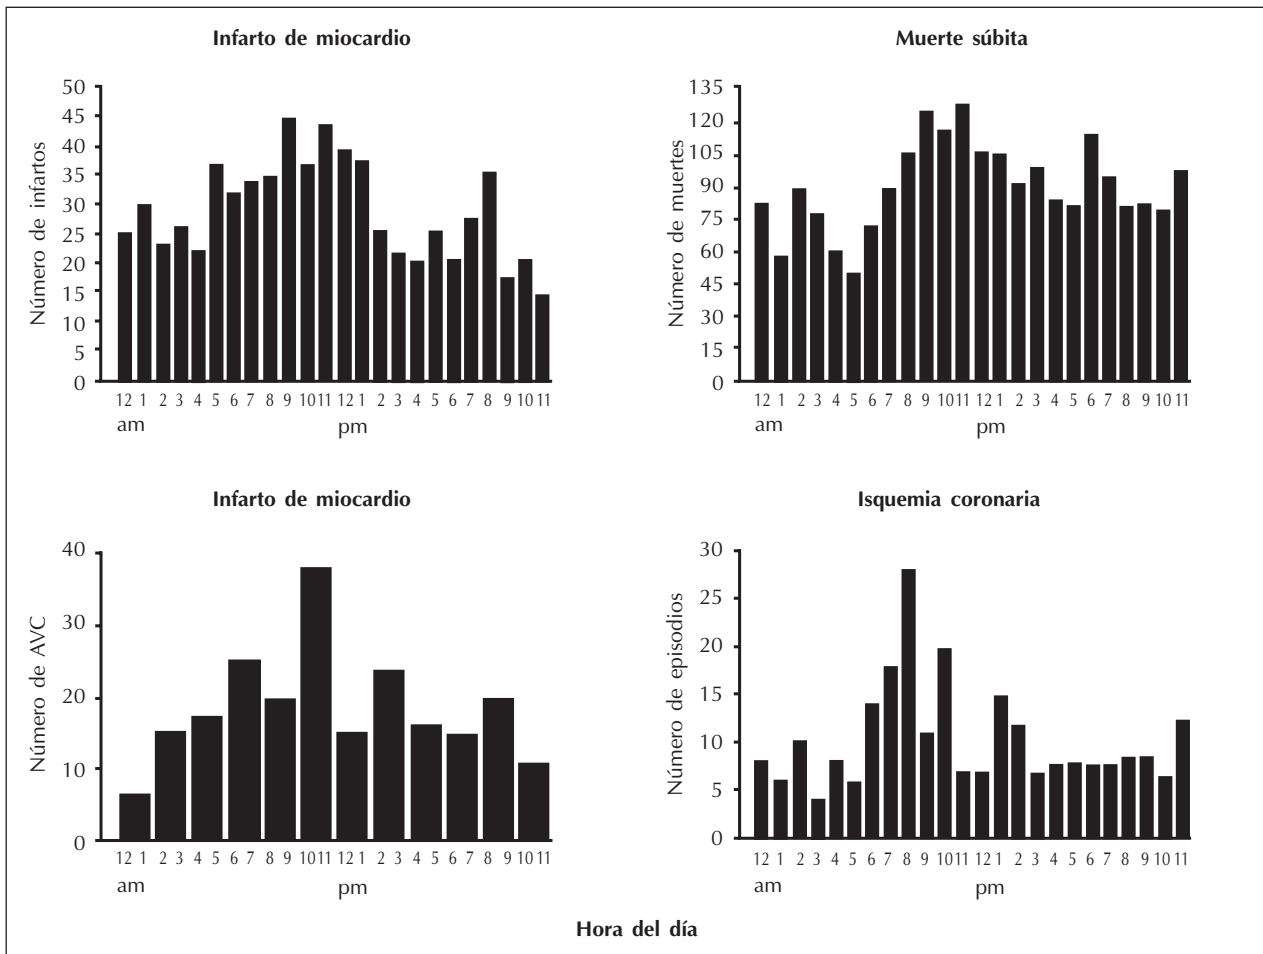 Infarto de miocardio
Número de infartos
50
45
40
35
30
25
20
15
10
5
0
12 1 2 3 4 5 6 7 8 9 10 11 12 1 2 3 4 5 6 7 8 9 10 11
am pm
Muerte súbita
Número de muertes
135
120
105
90
75
60
45
30
15
0
12 1 2 3 4 5 6 7 8 9 10 11 12 1 2 3 4 5 6 7 8 9 10 11
am pm
Infarto de miocardio
Número de AVC
40
30
20
10
0
12 1 2 3 4 5 6 7 8 9 10 11 12 1 2 3 4 5 6 7 8 9 10 11
am pm
Isquemia coronaria
Número de episodios
30
25
20
15
10
5
0
12 1 2 3 4 5 6 7 8 9 10 11 12 1 2 3 4 5 6 7 8 9 10 11
am pm
Hora del día